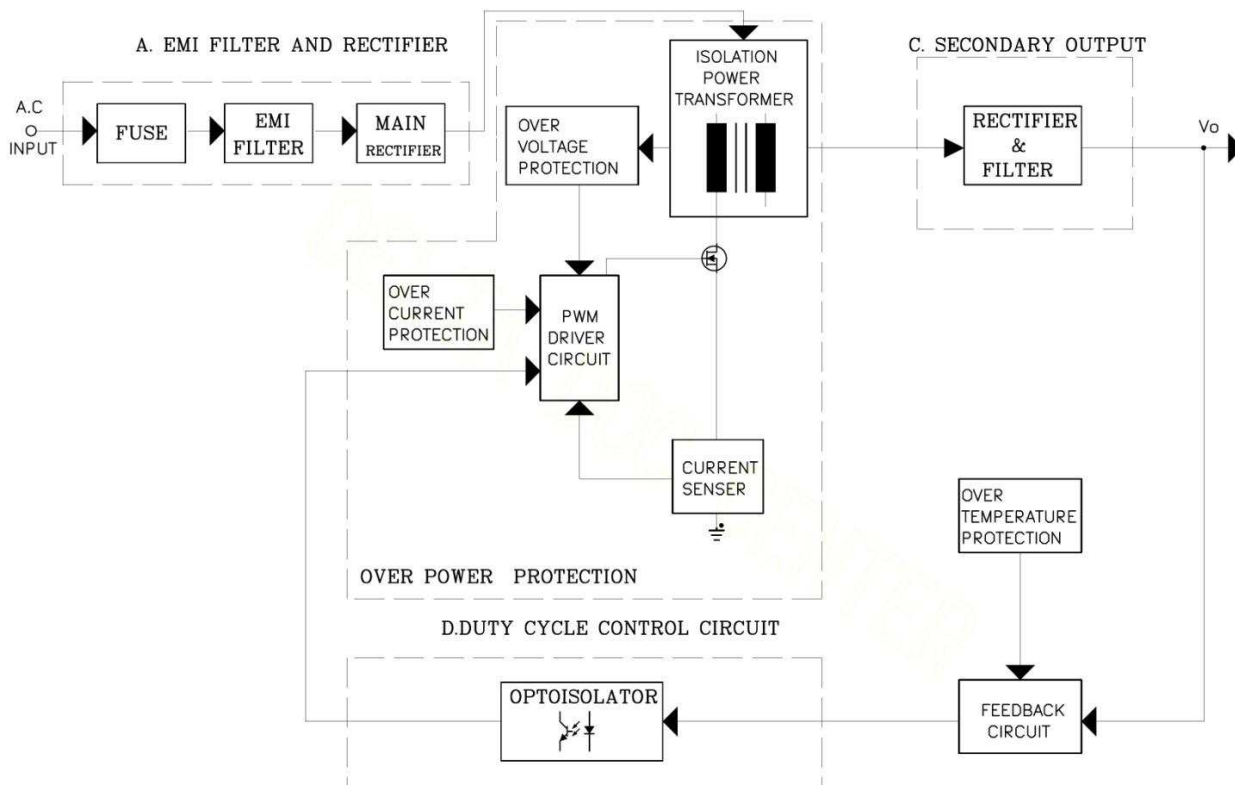 A. EMI FILTER AND RECTIFIER
A.C
INPUT
FUSE
EMI
FILTER
MAIN
RECTIFIER
OVER
VOLTAGE
PROTECTION
ISOLATION
POWER
TRANSFORMER
C. SECONDARY OUTPUT
RECTIFIER
&
FILTER
Vo
OVER
CURRENT
PROTECTION
PWM
DRIVER
CIRCUIT
CURRENT
SENSER
OVER
TEMPERATURE
PROTECTION
OVER POWER PROTECTION
D.DUTY CYCLE CONTROL CIRCUIT
OPTOISOLATOR
FEEDBACK
CIRCUIT